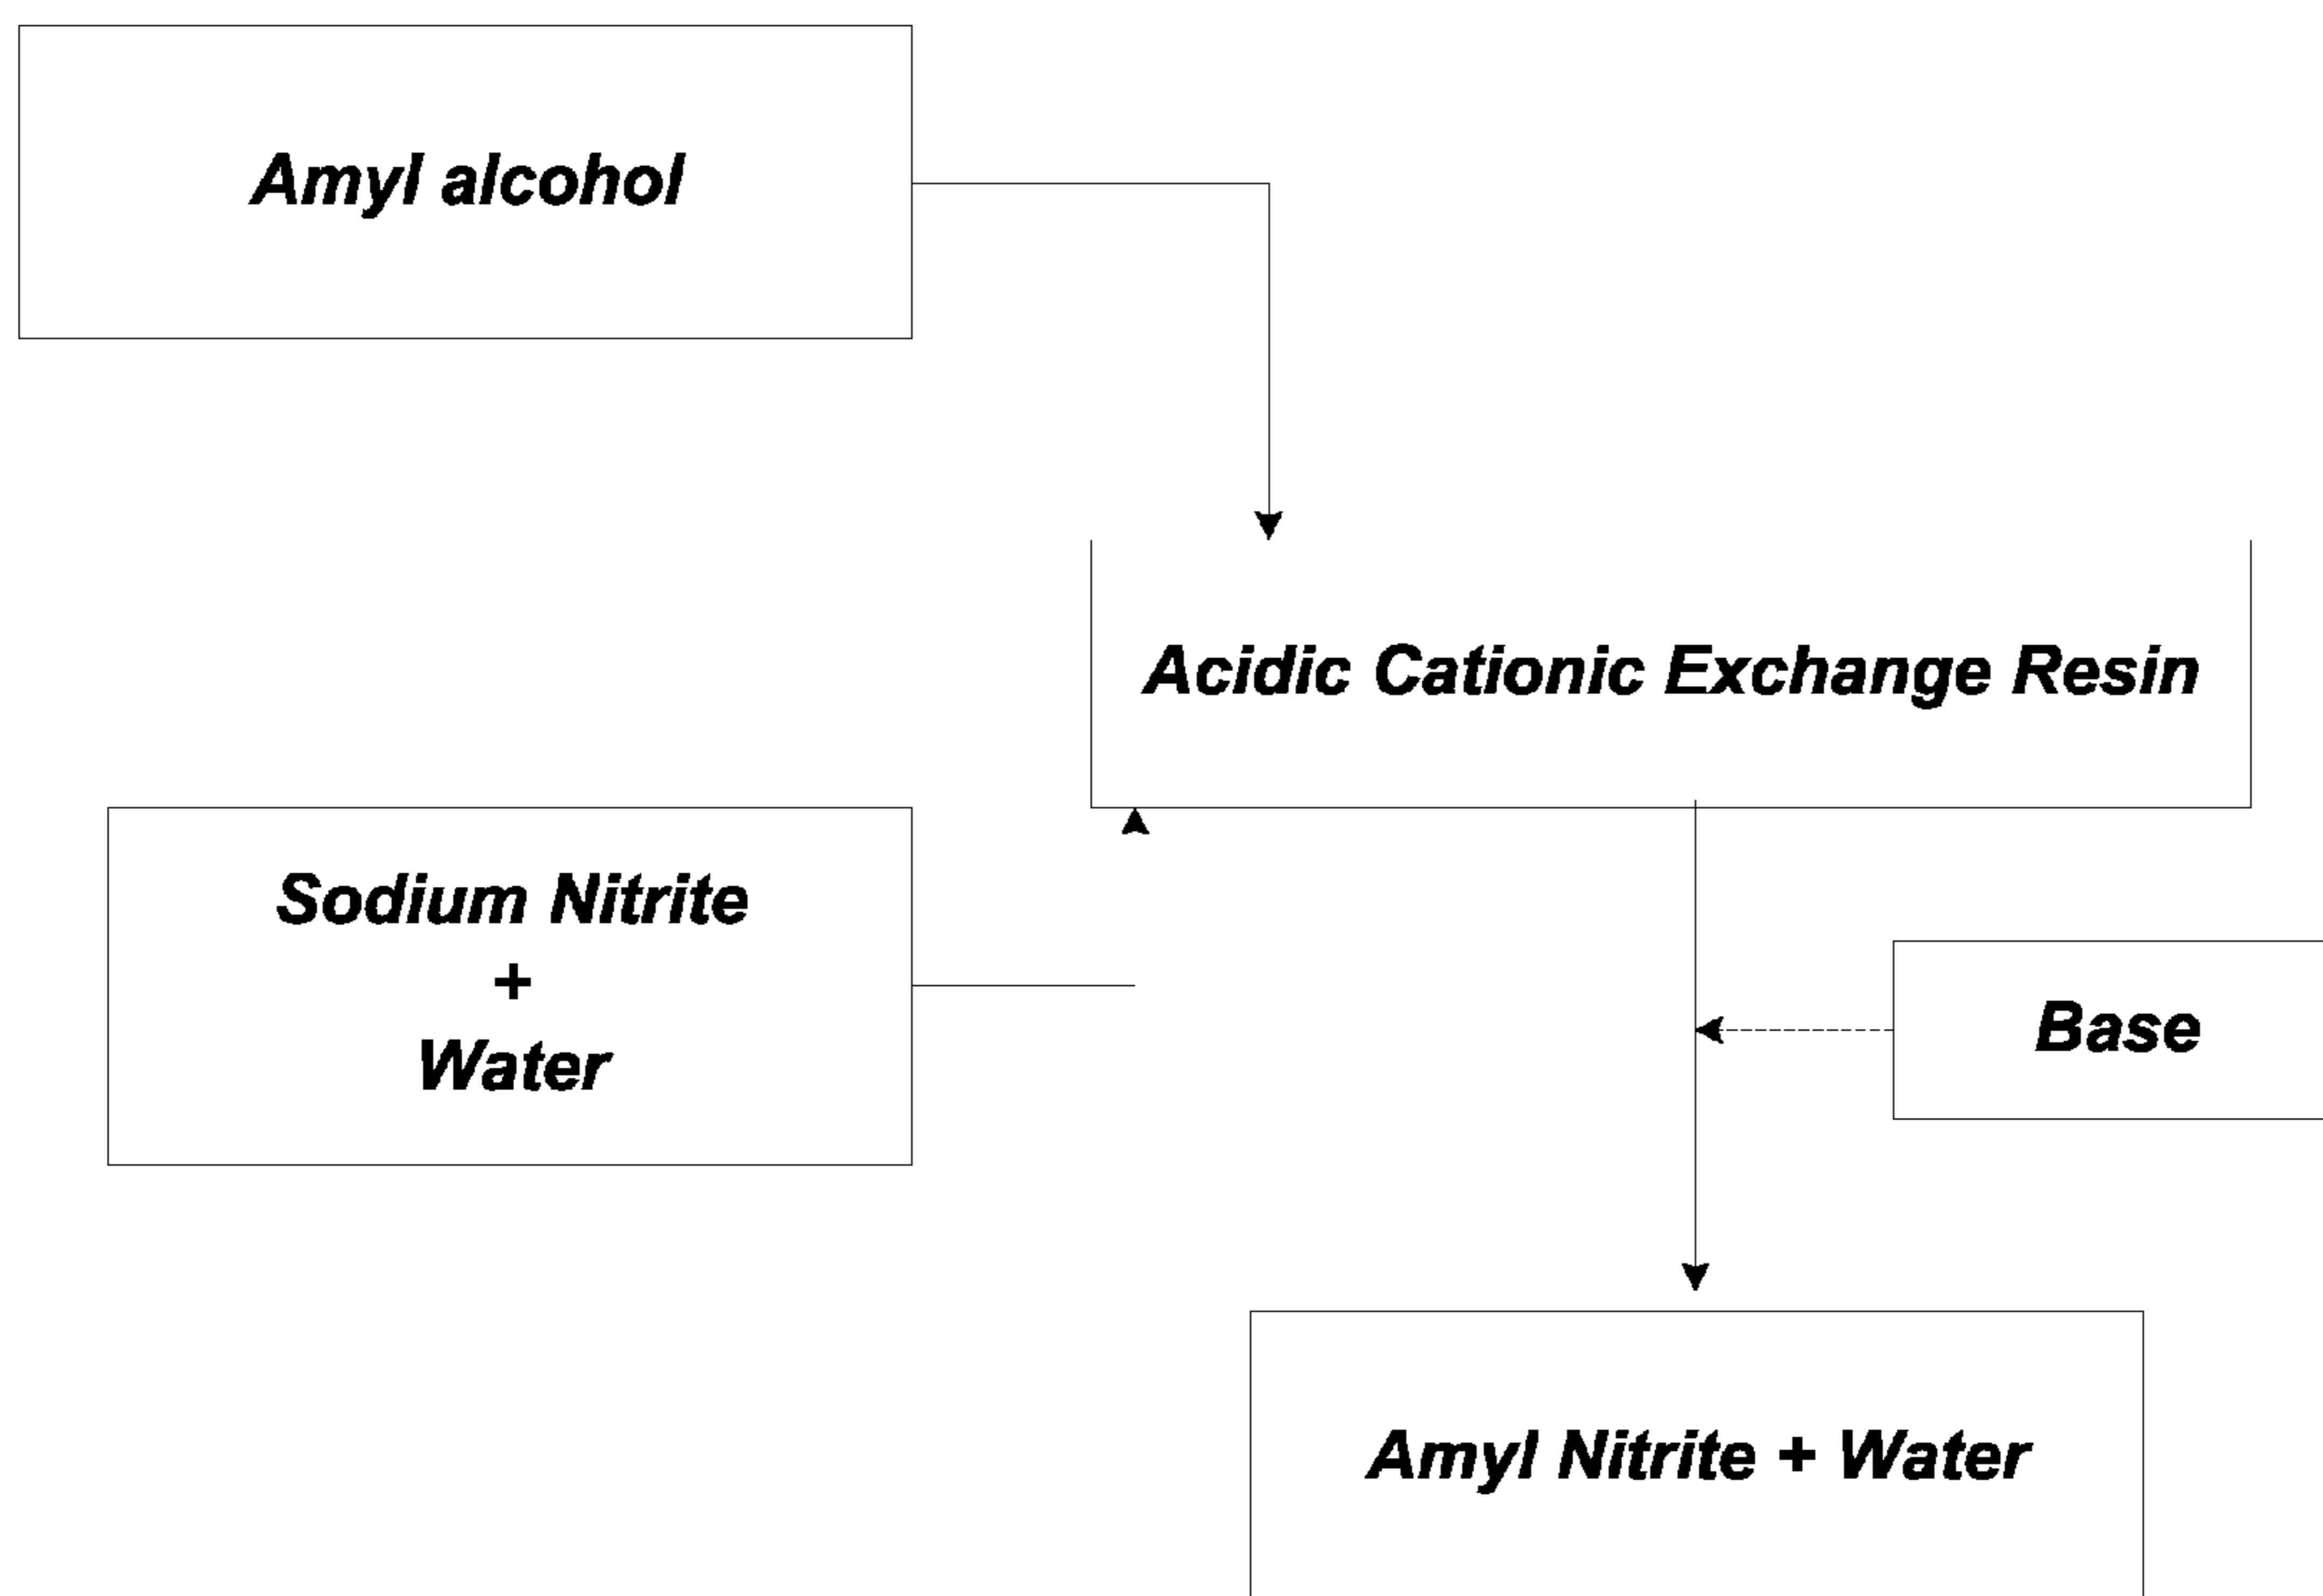 Amyl alcohol
Acidic Cationic Exchange Resin
Sodium Nitrite
+
Water
Base
Amyl Nitrite + Water